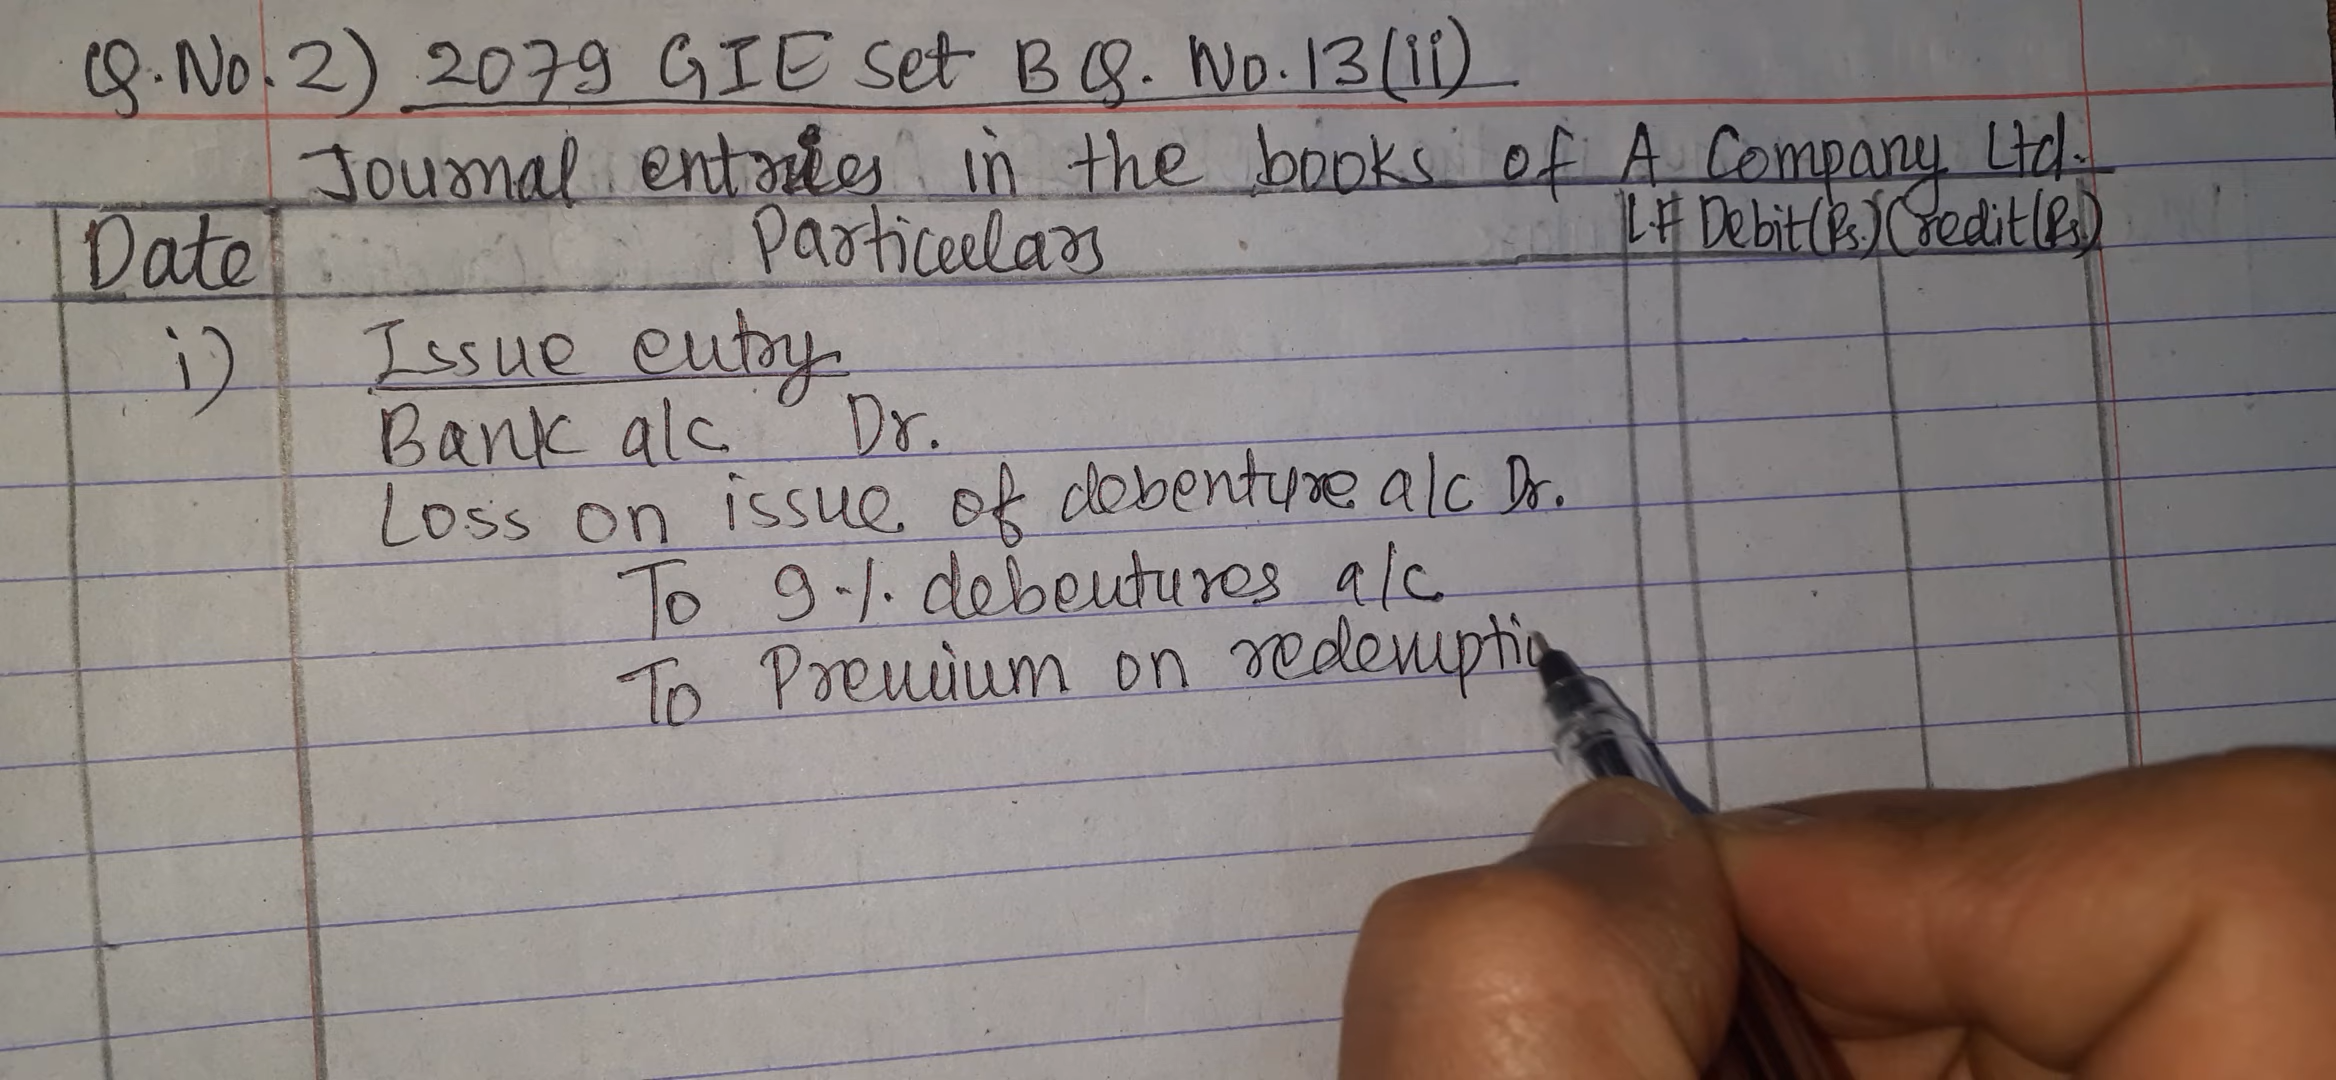 Q.No.2) 2079 GIE Set B Q. No.13(ii)
Journal entries in the books of A Company Ltd.
Date Particulars L.F Debit(Rs.) Credit(Rs.)
i) Issue entry
Bank a/c Dr.
Loss on issue of debenture a/c Dr.
To 9% debentures a/c
To Premium on redemptio